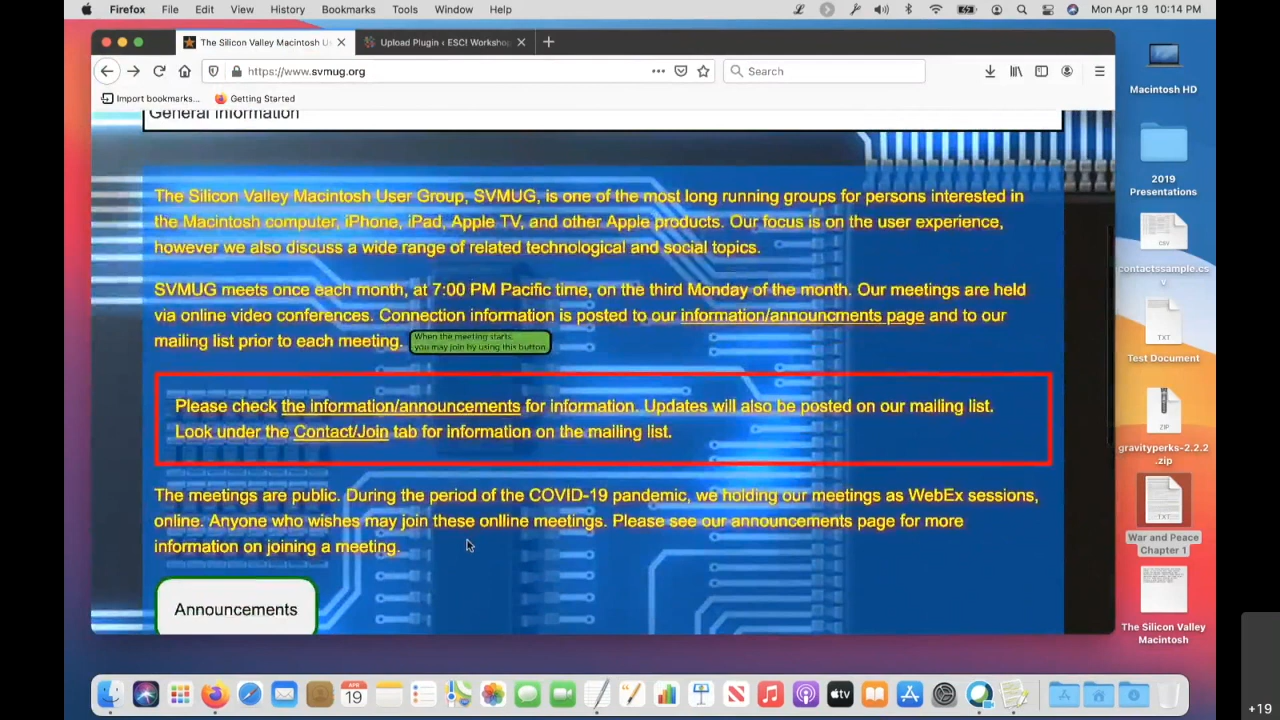 Firefox File Edit View History Bookmarks Tools Window Help Mon Apr 19 10:14 PM
The Silicon Valley Macintosh U Upload Plugin ‹ ESCI Workshop
https://www.svmug.org Search
Import bookmarks... Getting Started
General Information
The Silicon Valley Macintosh User Group, SVMUG, is one of the most long running groups for persons interested in
the Macintosh computer, iPhone, iPad, Apple TV, and other Apple products. Our focus is on the user experience,
however we also discuss a wide range of related technological and social topics.
SVMUG meets once each month, at 7:00 PM Pacific time, on the third Monday of the month. Our meetings are held
via online video conferences. Connection information is posted to our information/announcments page and to our
mailing list prior to each meeting.
When the meeting starts,
you may join by using this button
Please check the information/announcements for information. Updates will also be posted on our mailing list.
Look under the Contact/Join tab for information on the mailing list.
The meetings are public. During the period of the COVID-19 pandemic, we holding our meetings as WebEx sessions,
online. Anyone who wishes may join these onlline meetings. Please see our announcements page for more
information on joining a meeting.
Announcements
Macintosh HD
2019
Presentations
CSV
contactssample.cs
v
TXT
Test Document
ZIP
gravityperks-2.2.2
.zip
TXT
War and Peace
Chapter 1
The Silicon Valley
Macintosh
APR
19
tv
+19